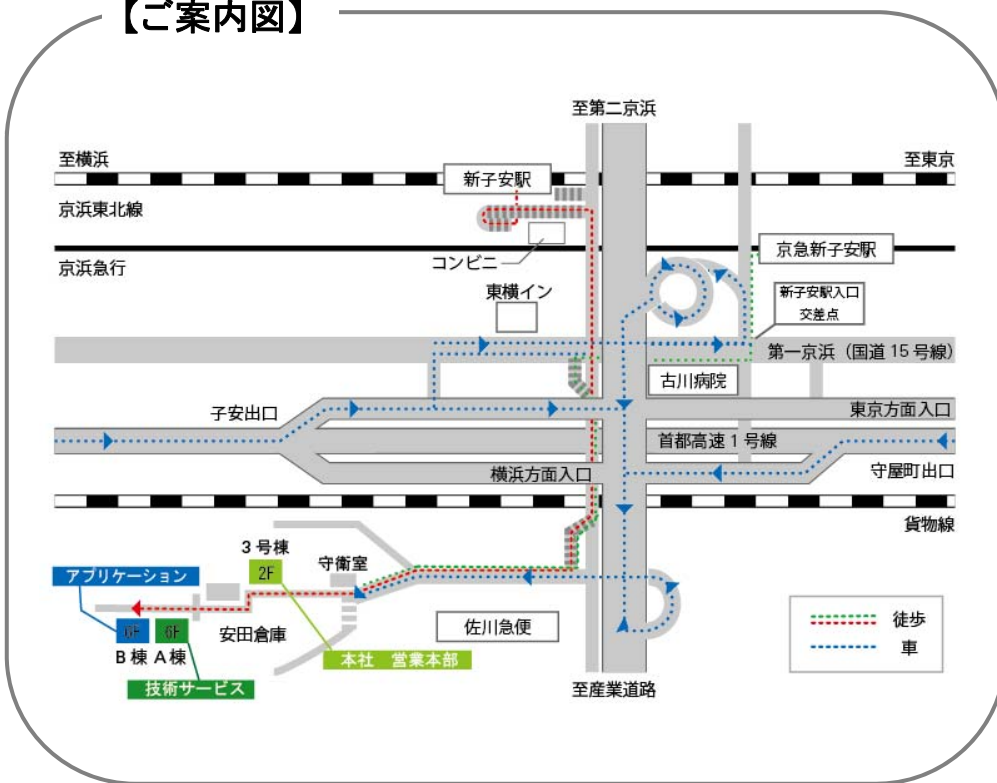 【ご案内図】
至第二京浜
至横浜
至東京
新子安駅
京浜東北線
京浜急行
コンビニ
京急新子安駅
東横イン
新子安駅入口
交差点
第一京浜（国道15号線）
古川病院
子安出口
東京方面入口
首都高速1号線
横浜方面入口
守屋町出口
貨物線
3号棟
守衛室
アプリケーション
2F
6F
6F
安田倉庫
佐川急便
B棟
A棟
本社 営業本部
技術サービス
至産業道路
徒歩
車